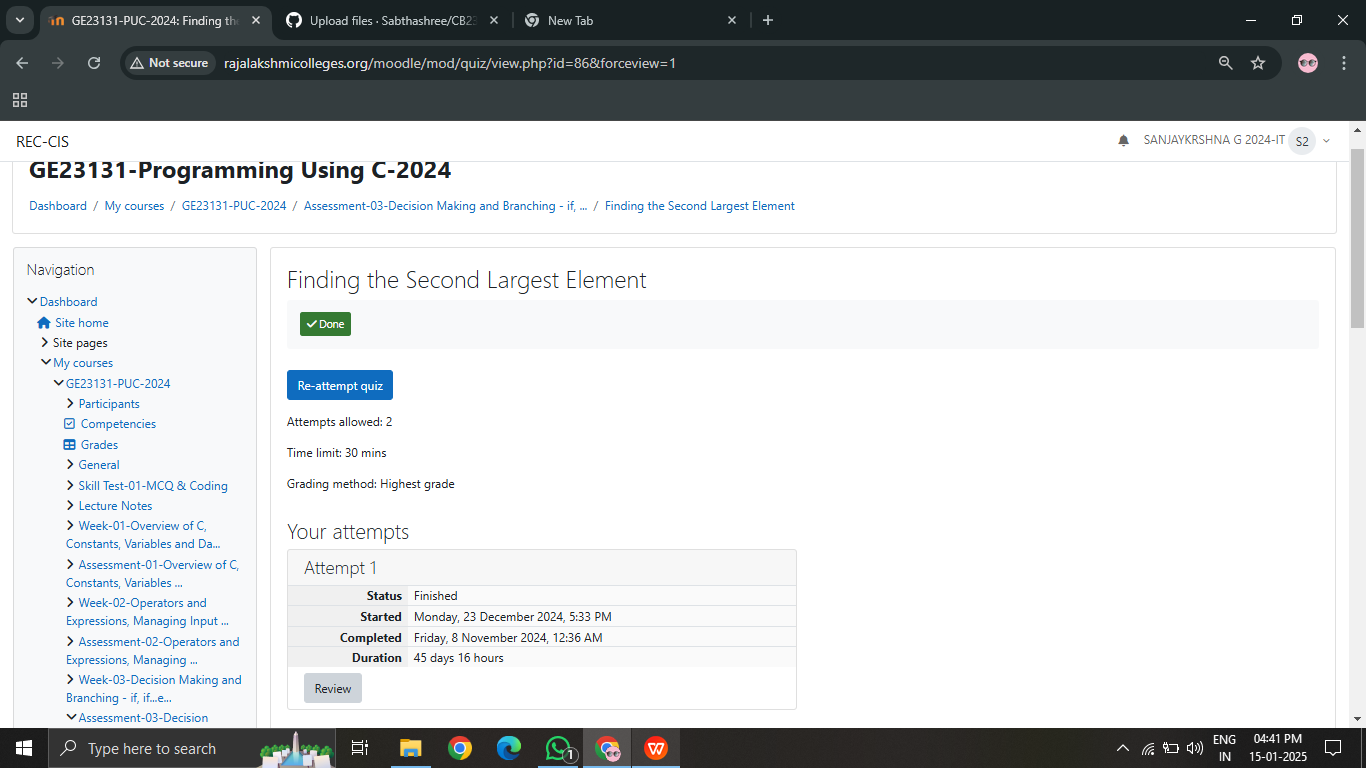 GE23131-PUC-2024: Finding the
Upload files · Sabthashree/CB23
New Tab
Not secure
rajalakshmicolleges.org/moodle/mod/quiz/view.php?id=86&forceview=1
REC-CIS
SANJAYKRSHNA G 2024-IT
S2
GE23131-Programming Using C-2024
Dashboard / My courses / GE23131-PUC-2024 / Assessment-03-Decision Making and Branching - if, ... / Finding the Second Largest Element
Navigation
Dashboard
Site home
Site pages
My courses
GE23131-PUC-2024
Participants
Competencies
Grades
General
Skill Test-01-MCQ & Coding
Lecture Notes
Week-01-Overview of C,
Constants, Variables and Da...
Assessment-01-Overview of C,
Constants, Variables ...
Week-02-Operators and
Expressions, Managing Input ...
Assessment-02-Operators and
Expressions, Managing ...
Week-03-Decision Making and
Branching - if, if...e...
Assessment-03-Decision
Finding the Second Largest Element
Done
Re-attempt quiz
Attempts allowed: 2
Time limit: 30 mins
Grading method: Highest grade
Your attempts
Attempt 1
Status Finished
Started Monday, 23 December 2024, 5:33 PM
Completed Friday, 8 November 2024, 12:36 AM
Duration 45 days 16 hours
Review
Type here to search
1
ENG
IN
04:41 PM
15-01-2025